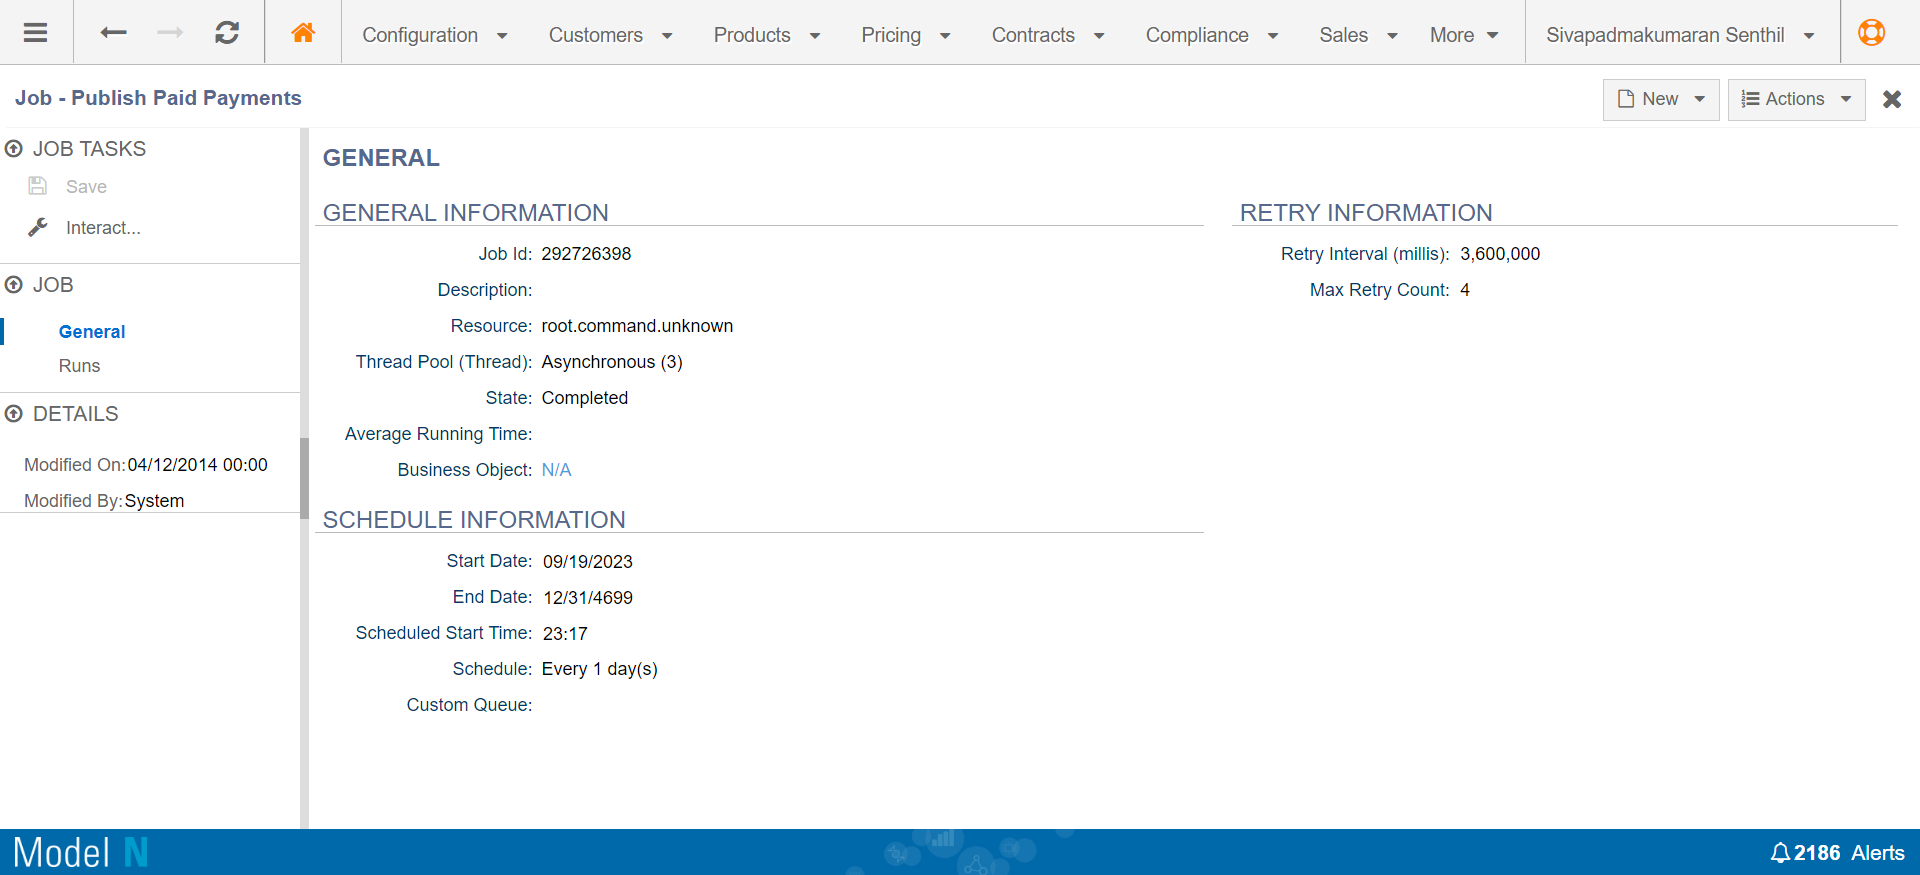 Configuration Customers Products Pricing Contracts Compliance Sales More Sivapadmakumaran Senthil
Job - Publish Paid Payments
New Actions
JOB TASKS
Save
Interact...
JOB
General
Runs
DETAILS
Modified On: 04/12/2014 00:00
Modified By: System
GENERAL
GENERAL INFORMATION
Job Id: 292726398
Description:
Resource: root.command.unknown
Thread Pool (Thread): Asynchronous (3)
State: Completed
Average Running Time:
Business Object: N/A
SCHEDULE INFORMATION
Start Date: 09/19/2023
End Date: 12/31/4699
Scheduled Start Time: 23:17
Schedule: Every 1 day(s)
Custom Queue:
RETRY INFORMATION
Retry Interval (millis): 3,600,000
Max Retry Count: 4
Model N
2186 Alerts